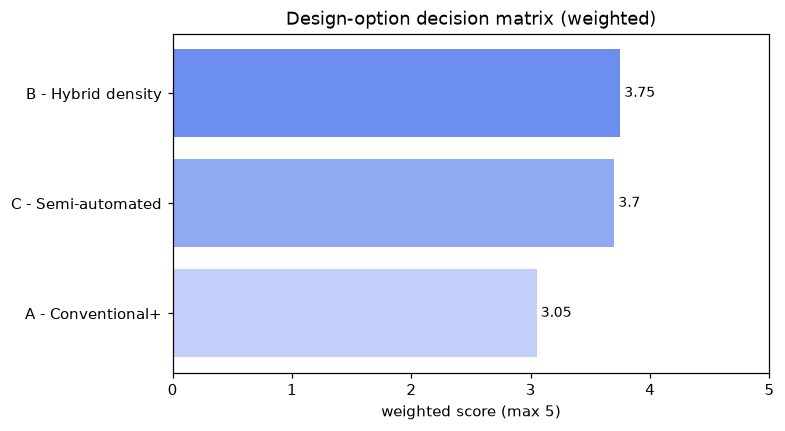 Design-option decision matrix (weighted)
B - Hybrid density
3.75
C - Semi-automated
3.7
A - Conventional+
3.05
0 1 2 3 4 5
weighted score (max 5)